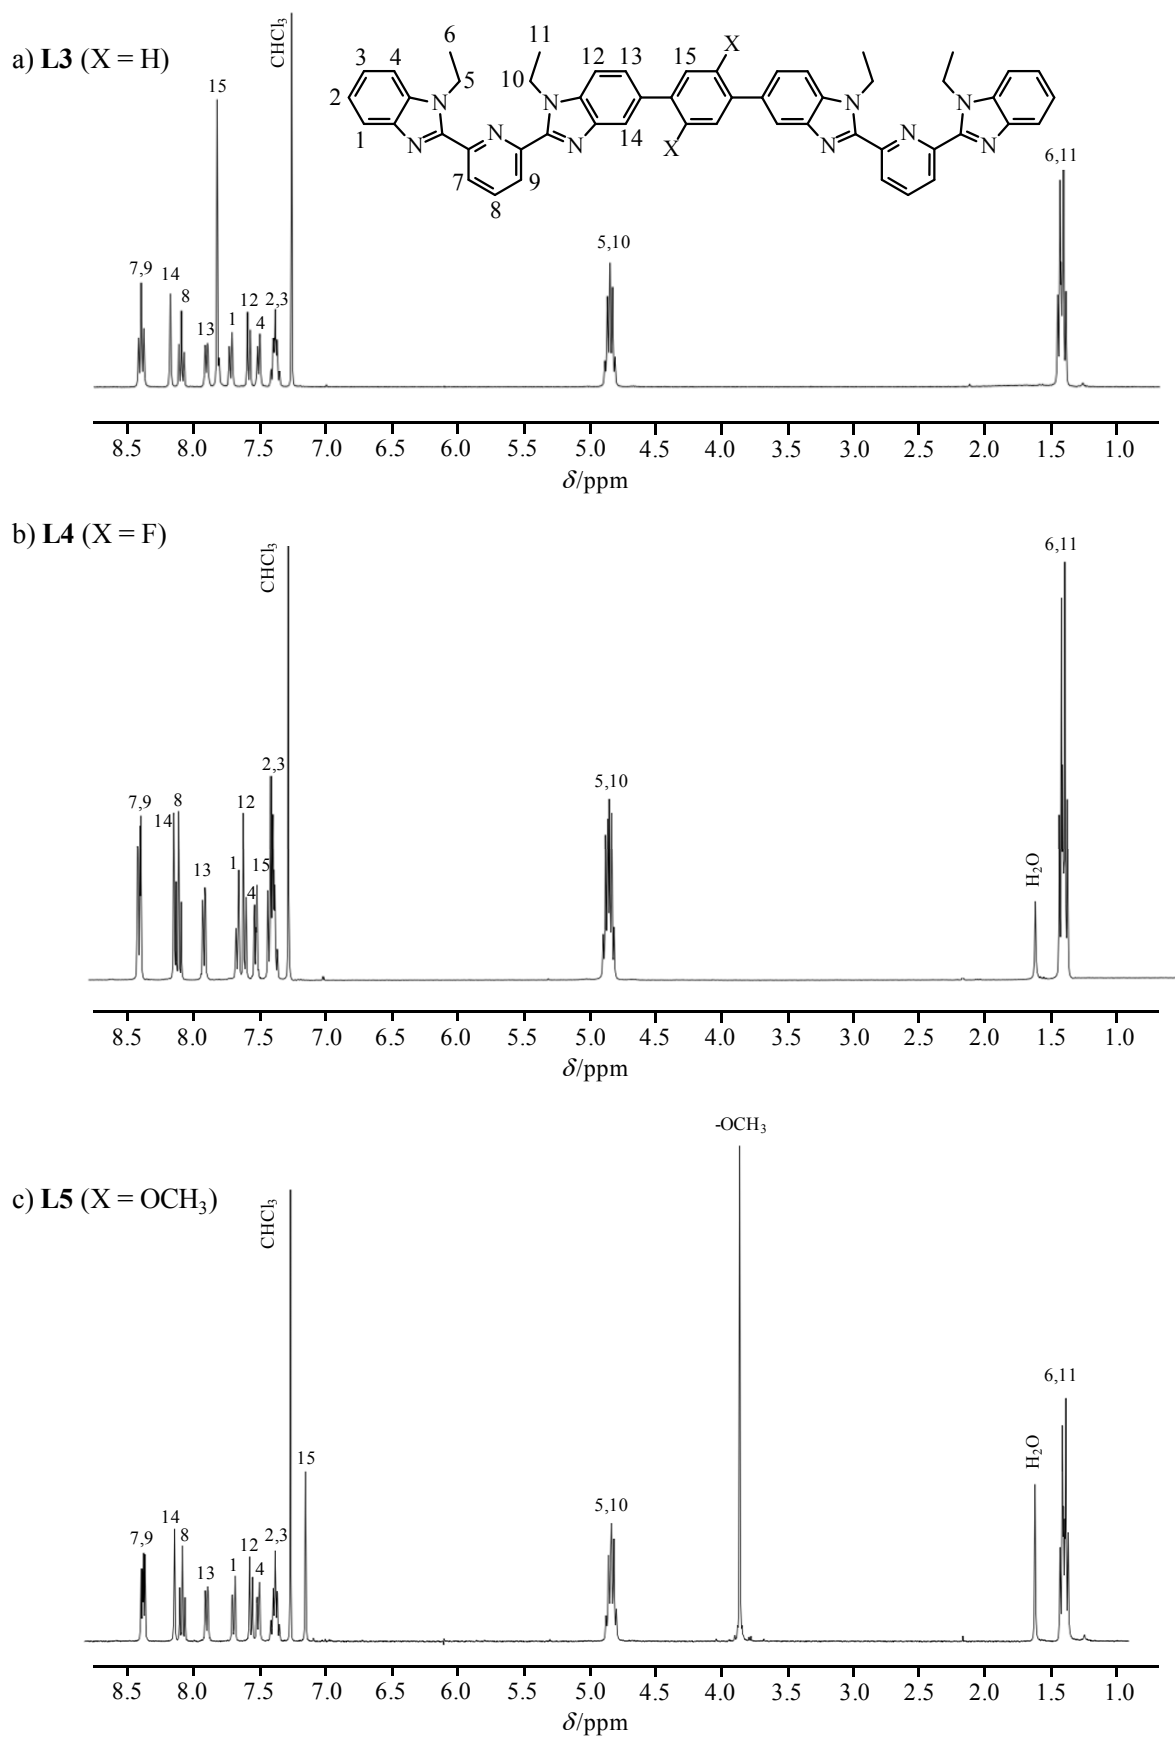 a) L3 (X = H)
CHCl₃
15
6
11
X
3
4
5
10
12
13
15
2
N
N
N
N
1
N
N
N
14
X
N
N
N
7
9
8
7,9
14
8
13
1
12
4
2,3
5,10
6,11
8.5 8.0 7.5 7.0 6.5 6.0 5.5 5.0 4.5 4.0 3.5 3.0 2.5 2.0 1.5 1.0
δ/ppm
b) L4 (X = F)
CHCl₃
6,11
7,9
14
8
13
1
12
4
15
2,3
5,10
H₂O
8.5 8.0 7.5 7.0 6.5 6.0 5.5 5.0 4.5 4.0 3.5 3.0 2.5 2.0 1.5 1.0
δ/ppm
-OCH₃
c) L5 (X = OCH₃)
CHCl₃
7,9
14
8
13
1
12
4
2,3
15
5,10
H₂O
6,11
8.5 8.0 7.5 7.0 6.5 6.0 5.5 5.0 4.5 4.0 3.5 3.0 2.5 2.0 1.5 1.0
δ/ppm